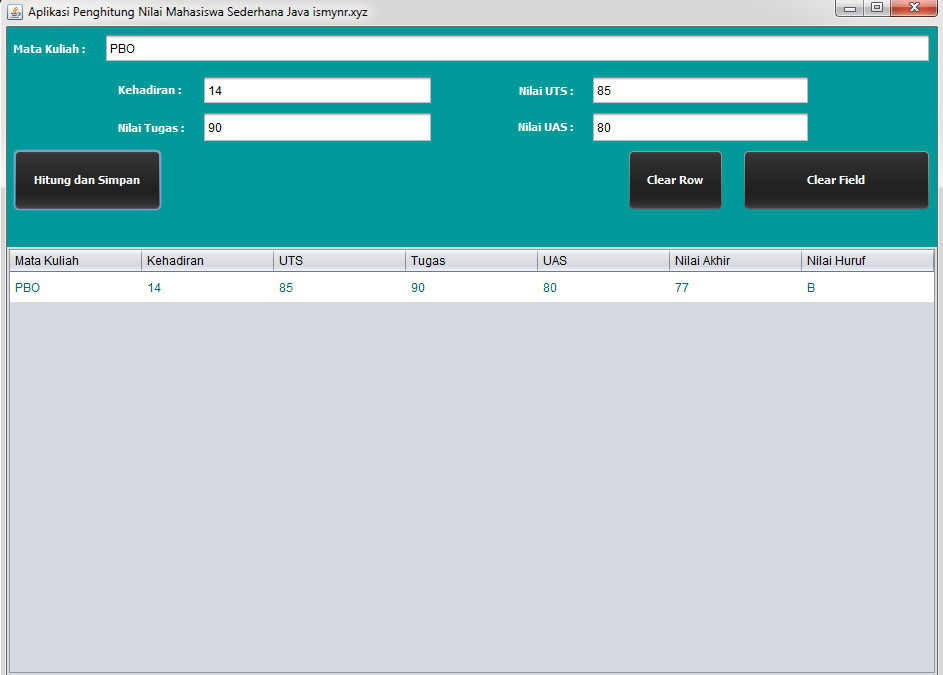 Aplikasi Penghitung Nilai Mahasiswa Sederhana Java ismynr.xyz
Mata Kuliah : PBO
Kehadiran : 14 Nilai UTS : 85
Nilai Tugas : 90 Nilai UAS : 80
Hitung dan Simpan Clear Row Clear Field
Mata Kuliah Kehadiran UTS Tugas UAS Nilai Akhir Nilai Huruf
PBO 14 85 90 80 77 B